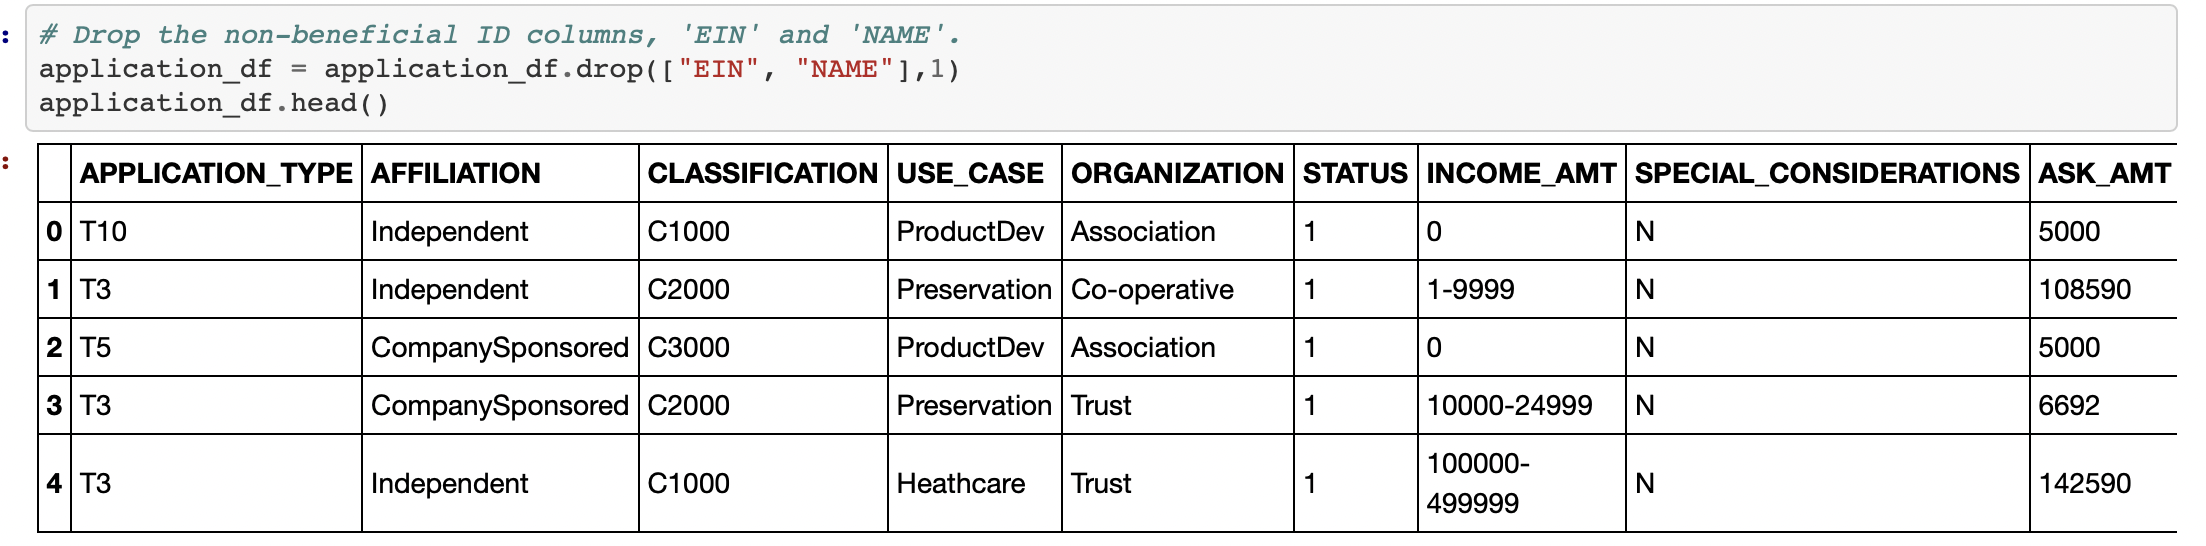 # Drop the non-beneficial ID columns, 'EIN' and 'NAME'.
application_df = application_df.drop(["EIN", "NAME"],1)
application_df.head()
APPLICATION_TYPE AFFILIATION CLASSIFICATION USE_CASE ORGANIZATION STATUS INCOME_AMT SPECIAL_CONSIDERATIONS ASK_AMT
0 T10 Independent C1000 ProductDev Association 1 0 N 5000
1 T3 Independent C2000 Preservation Co-operative 1 1-9999 N 108590
2 T5 CompanySponsored C3000 ProductDev Association 1 0 N 5000
3 T3 CompanySponsored C2000 Preservation Trust 1 10000-24999 N 6692
4 T3 Independent C1000 Heathcare Trust 1 100000-
499999 N 142590